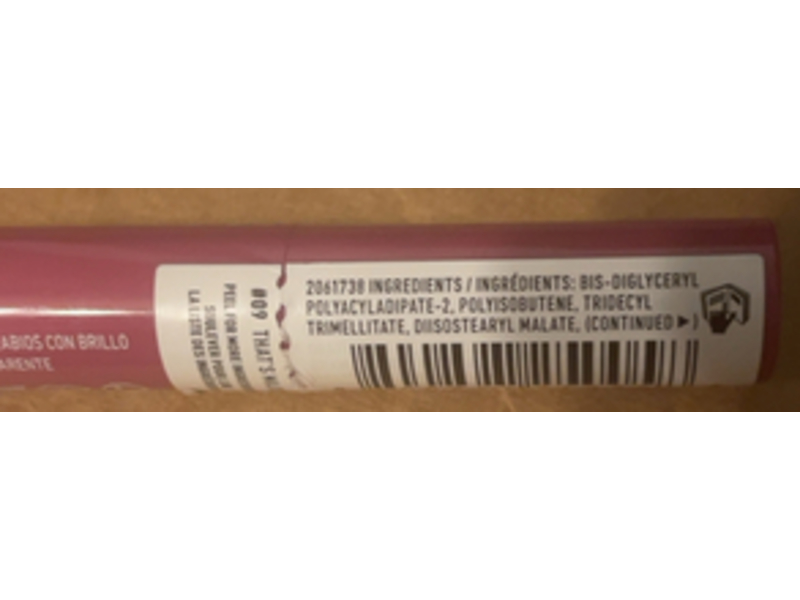 ABIOS CON BRILLO
ARENTE
#09 THAT'S
PEEL FOR MORE
SOULEVER POUR
LA LISTE DES
2061738 INGREDIENTS / INGRÉDIENTS: BIS-DIGLYCERYL
POLYACYLADIPATE-2, POLYISOBUTENE, TRIDECYL
TRIMELLITATE, DIISOSTEARYL MALATE, (CONTINUED ►)